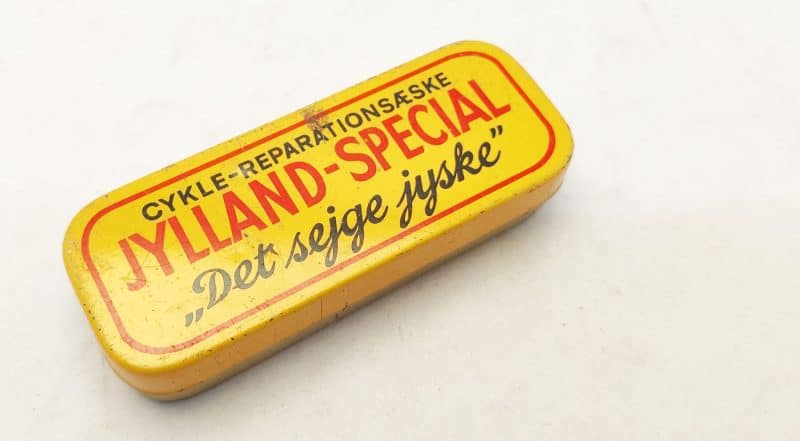 CYKLE-REPARATIONSÆSKE
JYLLAND-SPECIAL
„Det sejge jyske”